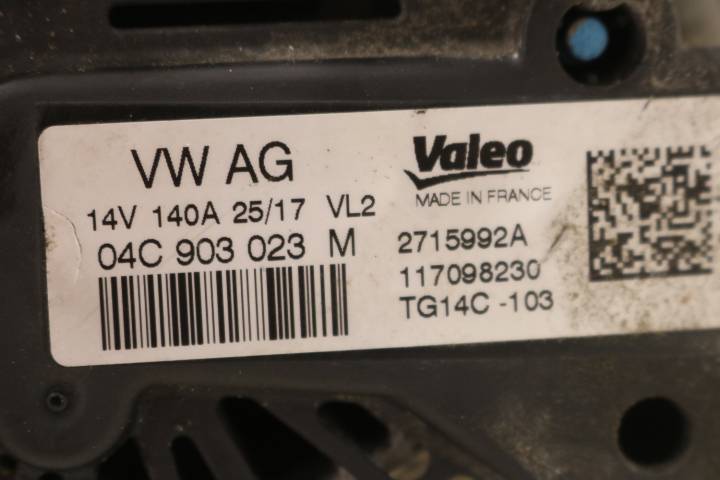 VW AG
14V 140A 25/17 VL2
04C 903 023 M
Valeo
MADE IN FRANCE
2715992A
117098230
TG14C -103